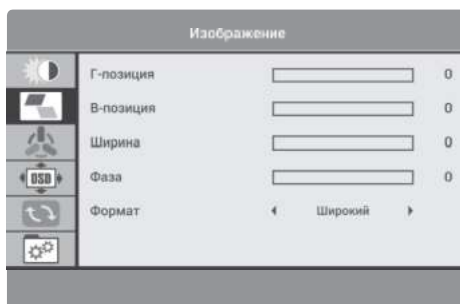 Изображение
Г-позиция 0
В-позиция 0
Ширина 0
Фаза 0
Формат Широкий
OSD